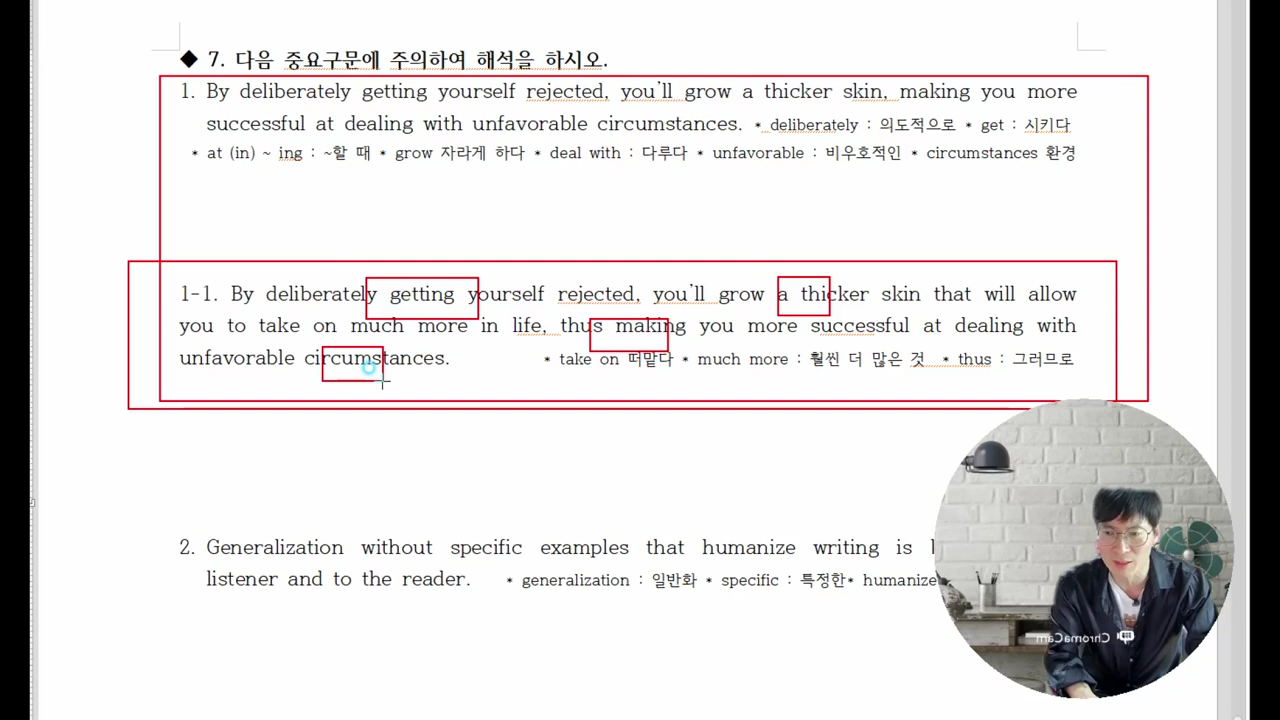 ◆ 7. 다음 중요구문에 주의하여 해석을 하시오.
1. By deliberately getting yourself rejected, you'll grow a thicker skin, making you more
successful at dealing with unfavorable circumstances. * deliberately : 의도적으로 * get : 시키다
* at (in) ~ ing : ~할 때 * grow 자라게 하다 * deal with : 다루다 * unfavorable : 비우호적인 * circumstances 환경
1-1. By deliberately getting yourself rejected, you'll grow a thicker skin that will allow
you to take on much more in life, thus making you more successful at dealing with
unfavorable circumstances. * take on 떠맡다 * much more : 훨씬 더 많은 것 * thus : 그러므로
2. Generalization without specific examples that humanize writing is
listener and to the reader. * generalization : 일반화 * specific : 특정한* humanize
ChromaCam